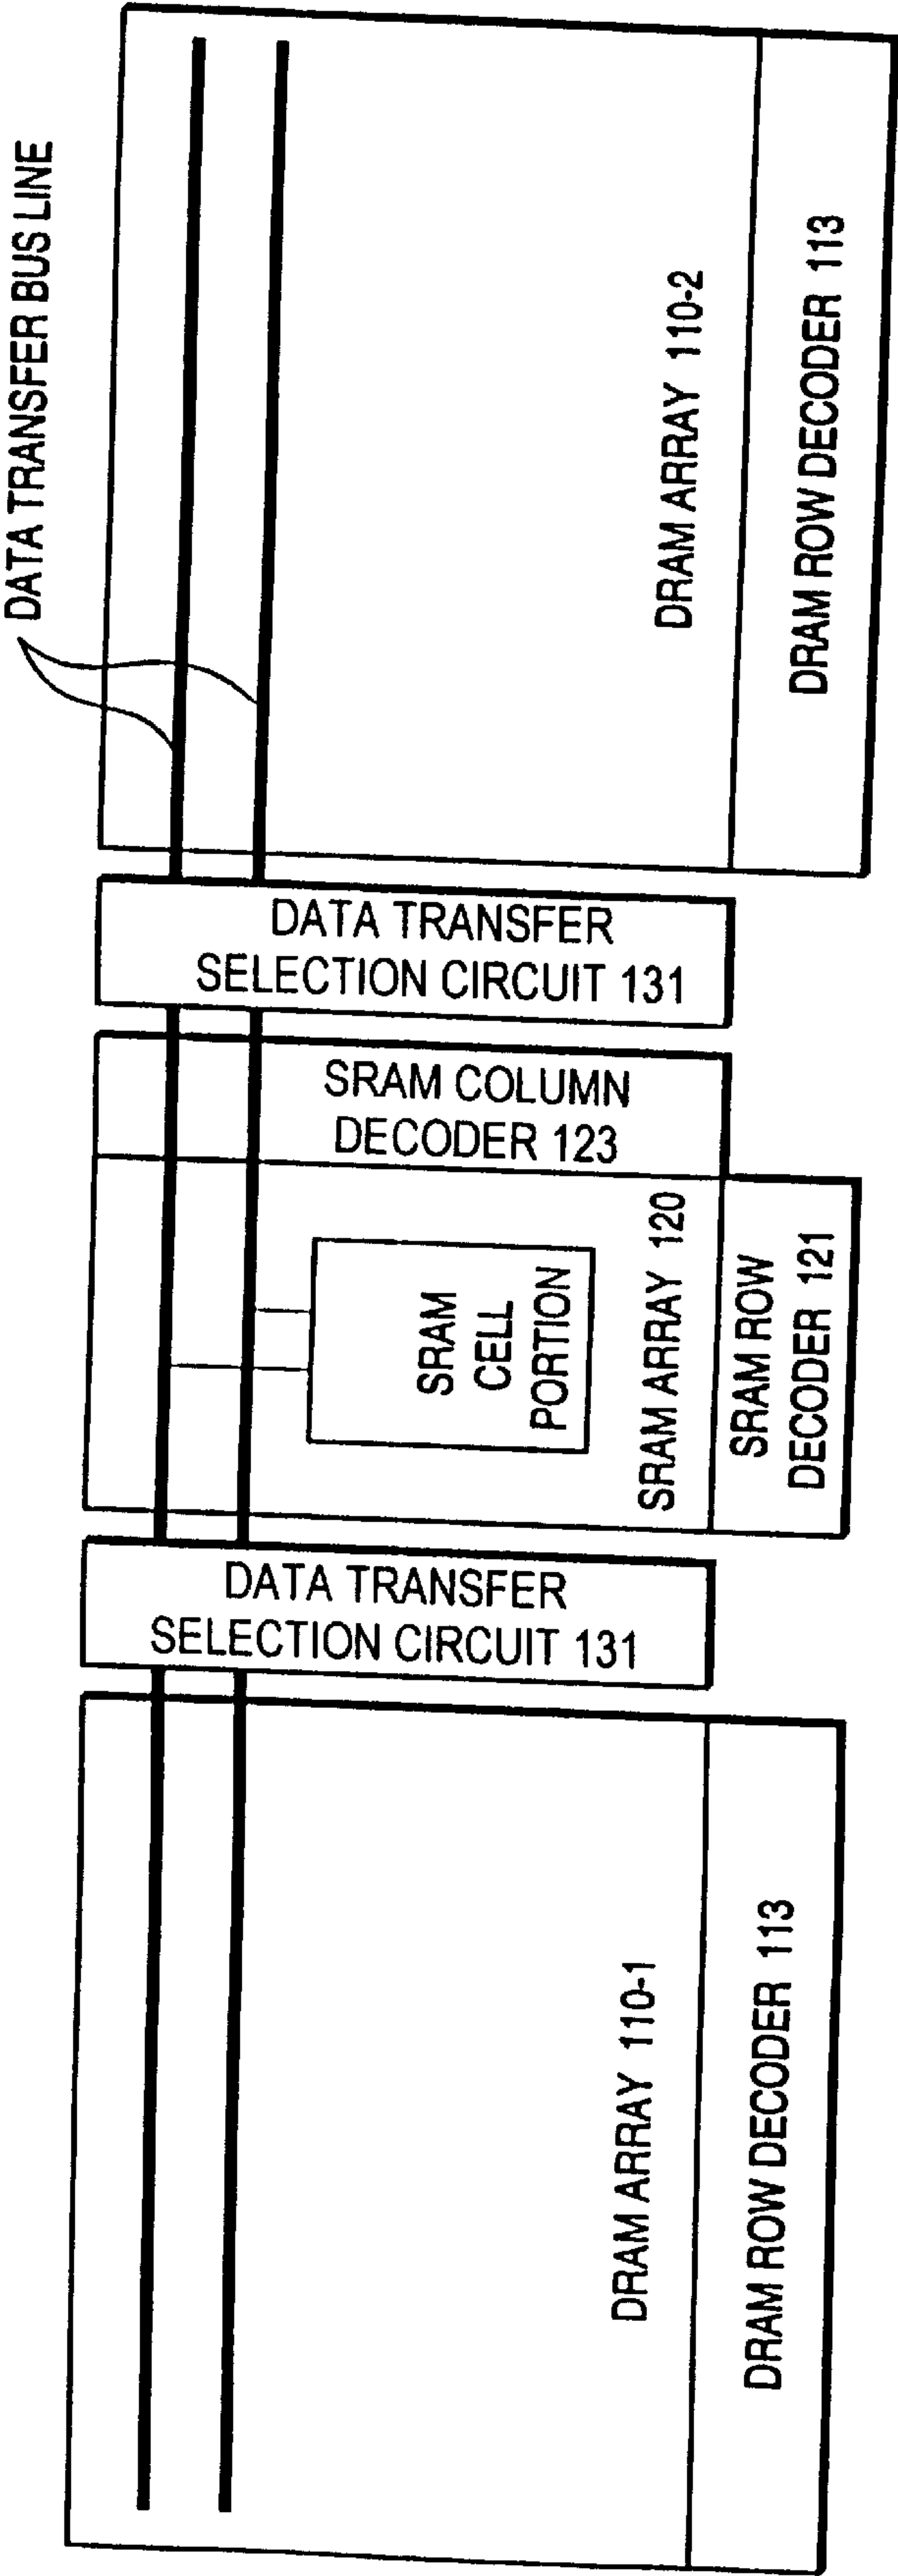 DATA TRANSFER BUS LINE
DRAM ARRAY 110-2
DRAM ROW DECODER 113
DATA TRANSFER
SELECTION CIRCUIT 131
SRAM COLUMN
DECODER 123
SRAM
CELL
PORTION
SRAM ARRAY 120
SRAM ROW
DECODER 121
DATA TRANSFER
SELECTION CIRCUIT 131
DRAM ARRAY 110-1
DRAM ROW DECODER 113